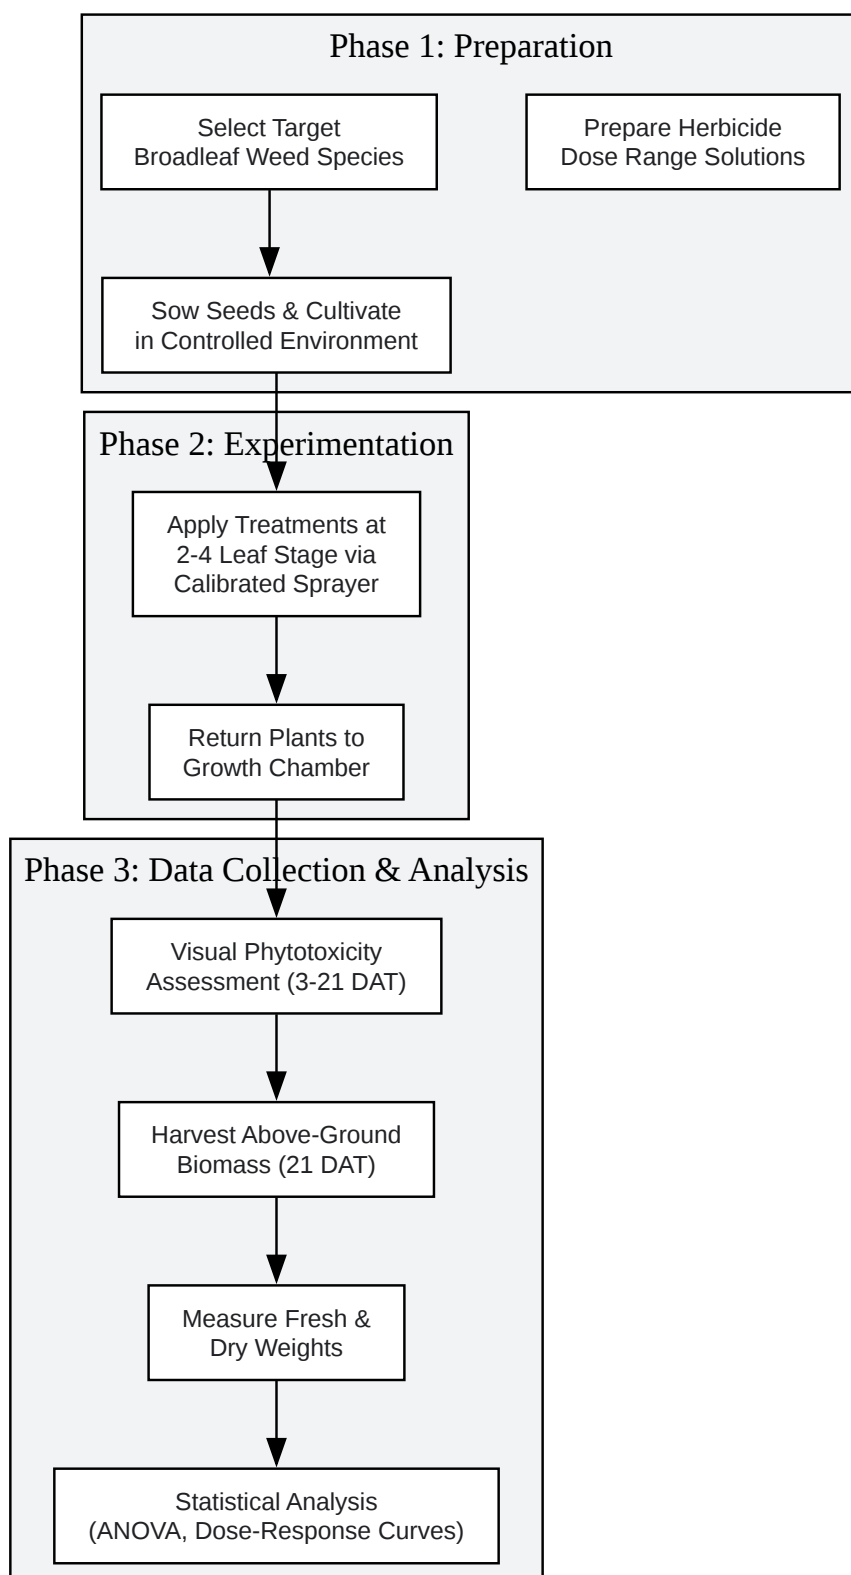 Phase 1: Preparation
Select Target
Broadleaf Weed Species
Prepare Herbicide
Dose Range Solutions
Sow Seeds & Cultivate
in Controlled Environment
Phase 2: Experimentation
Apply Treatments at
2-4 Leaf Stage via
Calibrated Sprayer
Return Plants to
Growth Chamber
Phase 3: Data Collection & Analysis
Visual Phytotoxicity
Assessment (3-21 DAT)
Harvest Above-Ground
Biomass (21 DAT)
Measure Fresh &
Dry Weights
Statistical Analysis
(ANOVA, Dose-Response Curves)